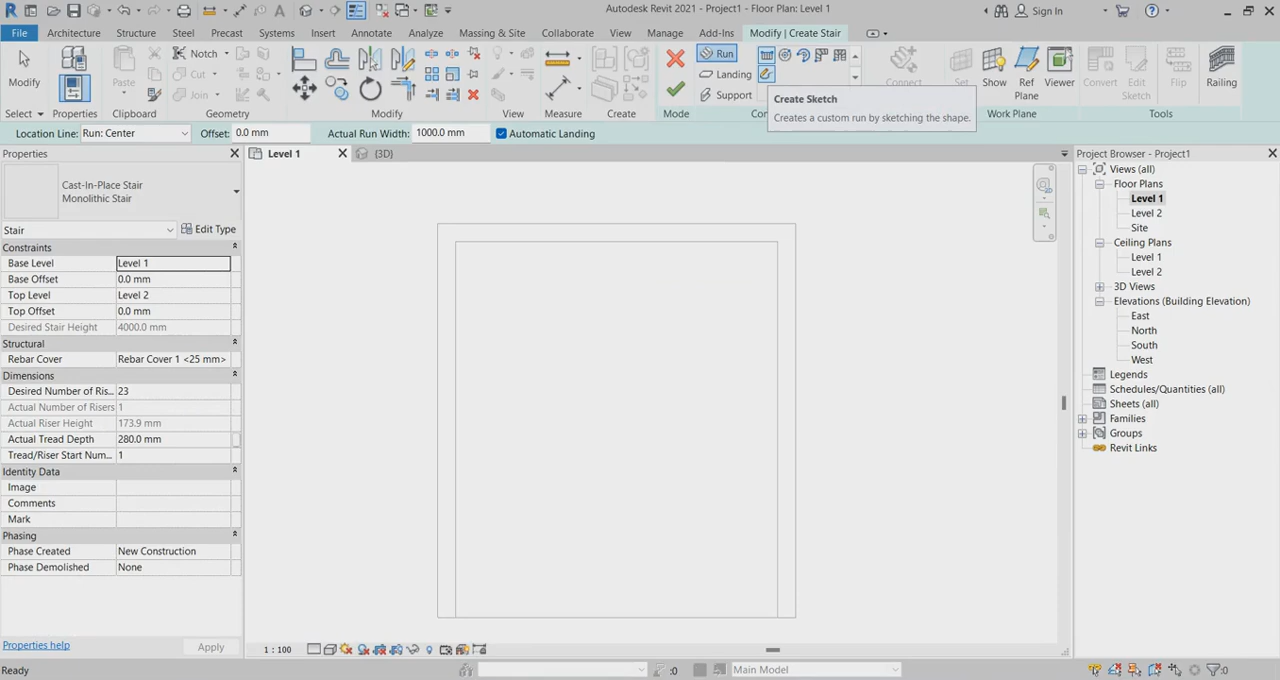 Autodesk Revit 2021 - Project1 - Floor Plan: Level 1
Sign In
File
Architecture
Structure
Steel
Precast
Systems
Insert
Annotate
Analyze
Massing & Site
Collaborate
View
Manage
Add-Ins
Modify | Create Stair
Modify
Paste
Notch
Cut
Join
Run
Landing
Support
Connect
Set
Show
Ref
Plane
Viewer
Convert
Edit
Sketch
Flip
Railing
Create Sketch
Creates a custom run by sketching the shape.
Select
Properties
Clipboard
Geometry
Modify
View
Measure
Create
Mode
Work Plane
Tools
Location Line: Run: Center
Offset: 0.0 mm
Actual Run Width: 1000.0 mm
Automatic Landing
Properties
Cast-In-Place Stair
Monolithic Stair
Stair
Edit Type
Constraints
Base Level Level 1
Base Offset 0.0 mm
Top Level Level 2
Top Offset 0.0 mm
Desired Stair Height 4000.0 mm
Structural
Rebar Cover Rebar Cover 1 <25 mm>
Dimensions
Desired Number of Ris... 23
Actual Number of Risers 1
Actual Riser Height 173.9 mm
Actual Tread Depth 280.0 mm
Tread/Riser Start Num... 1
Identity Data
Image
Comments
Mark
Phasing
Phase Created New Construction
Phase Demolished None
Properties help
Apply
Level 1
{3D}
1 : 100
Project Browser - Project1
Views (all)
Floor Plans
Level 1
Level 2
Site
Ceiling Plans
Level 1
Level 2
3D Views
Elevations (Building Elevation)
East
North
South
West
Legends
Schedules/Quantities (all)
Sheets (all)
Families
Groups
Revit Links
Ready
:0
Main Model
:0